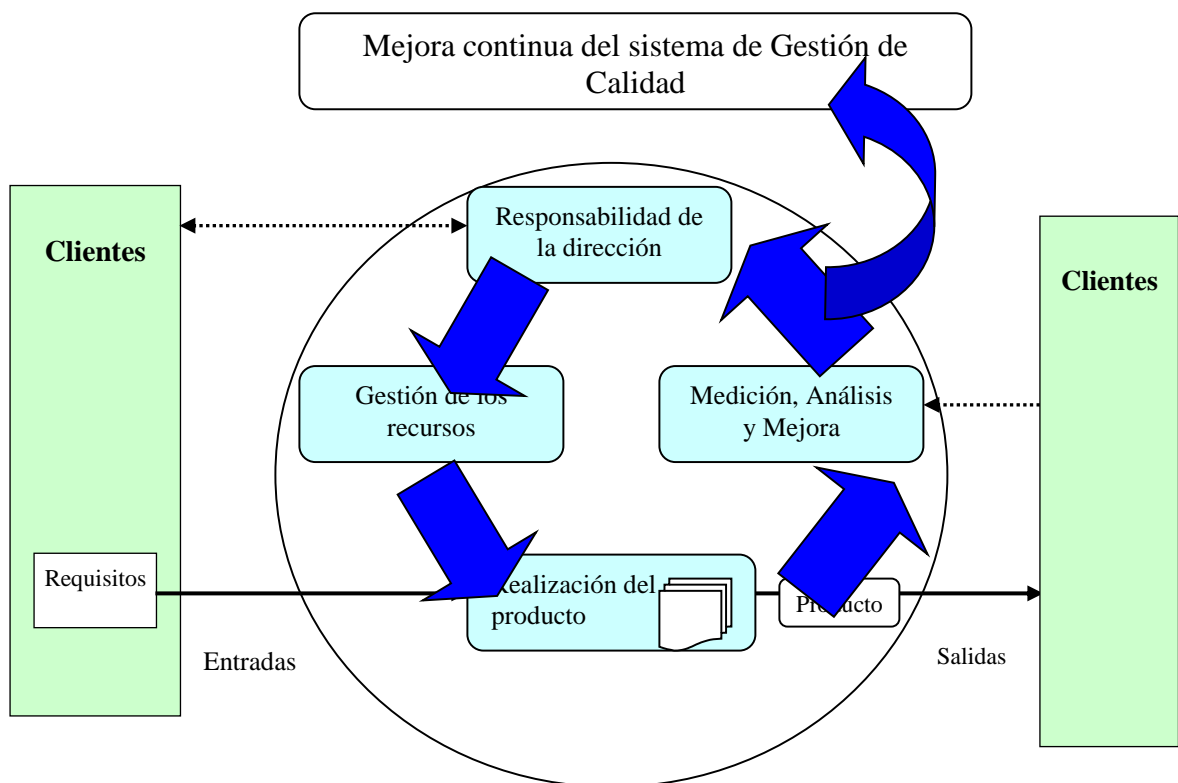 Mejora continua del sistema de Gestión de
Calidad
Responsabilidad de
la dirección
Clientes
Clientes
Gestión de los
recursos
Medición, Análisis
y Mejora
Requisitos
Realización del
producto
Producto
Entradas
Salidas